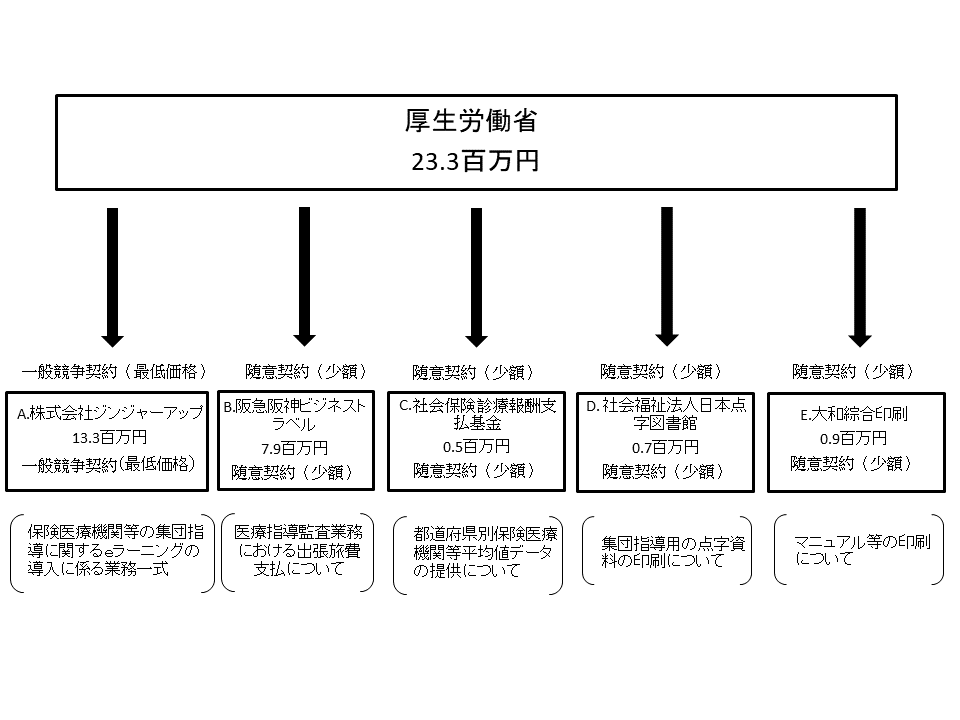 厚生労働省
23.3百万円
一般競争契約（最低価格）
随意契約（少額）
随意契約（少額）
随意契約（少額）
随意契約（少額）
A.株式会社ジンジャーアップ
13.3百万円
一般競争契約（最低価格）
B.阪急阪神ビジネスト
ラベル
7.9百万円
随意契約（少額）
C.社会保険診療報酬支
払基金
0.5百万円
随意契約（少額）
D.社会福祉法人日本点
字図書館
0.7百万円
随意契約（少額）
E.大和綜合印刷
0.9百万円
随意契約（少額）
保険医療機関等の集団指
導に関するeラーニングの
導入に係る業務一式
医療指導監査業務
における出張旅費
支払について
都道府県別保険医療
機関等平均値データ
の提供について
集団指導用の点字資
料の印刷について
マニュアル等の印刷
について